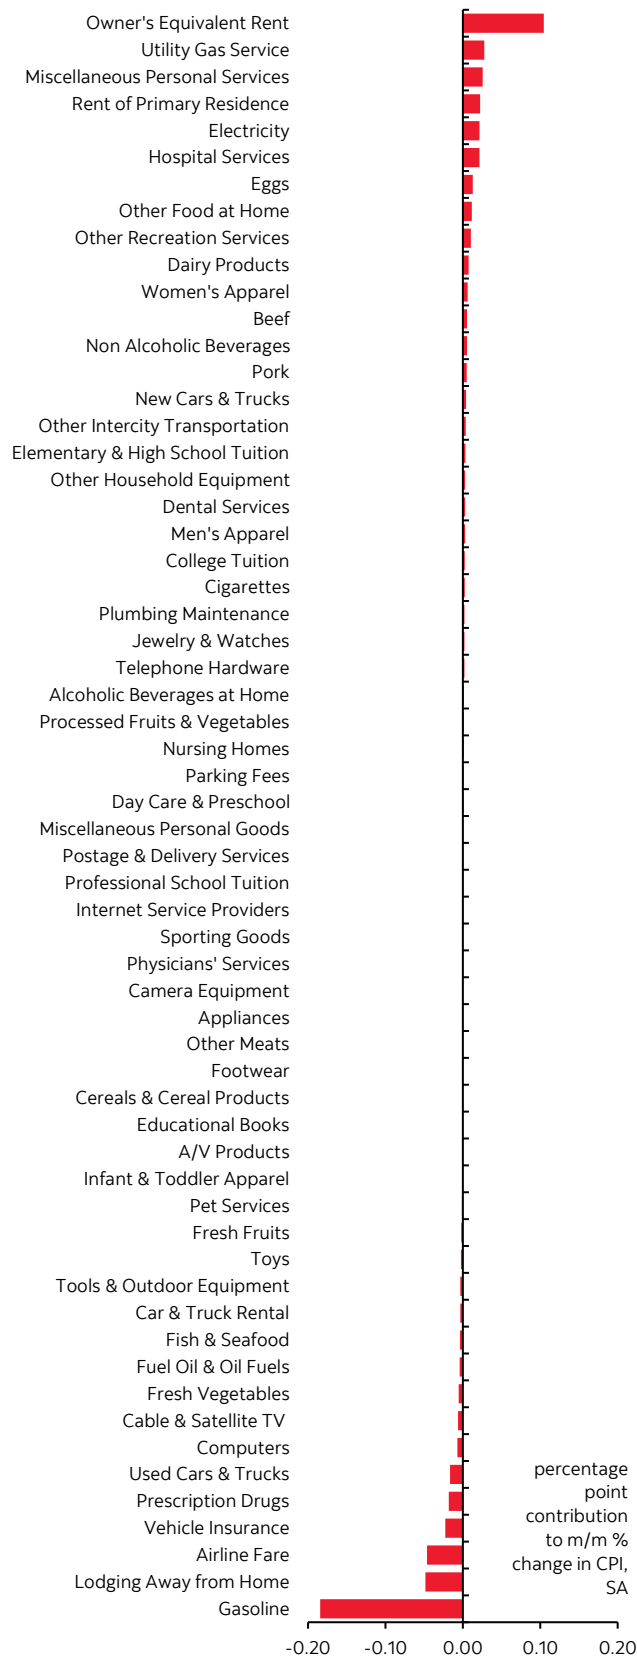 Owner's Equivalent Rent
Utility Gas Service
Miscellaneous Personal Services
Rent of Primary Residence
Electricity
Hospital Services
Eggs
Other Food at Home
Other Recreation Services
Dairy Products
Women's Apparel
Beef
Non Alcoholic Beverages
Pork
New Cars & Trucks
Other Intercity Transportation
Elementary & High School Tuition
Other Household Equipment
Dental Services
Men's Apparel
College Tuition
Cigarettes
Plumbing Maintenance
Jewelry & Watches
Telephone Hardware
Alcoholic Beverages at Home
Processed Fruits & Vegetables
Nursing Homes
Parking Fees
Day Care & Preschool
Miscellaneous Personal Goods
Postage & Delivery Services
Professional School Tuition
Internet Service Providers
Sporting Goods
Physicians' Services
Camera Equipment
Appliances
Other Meats
Footwear
Cereals & Cereal Products
Educational Books
A/V Products
Infant & Toddler Apparel
Pet Services
Fresh Fruits
Toys
Tools & Outdoor Equipment
Car & Truck Rental
Fish & Seafood
Fuel Oil & Oil Fuels
Fresh Vegetables
Cable & Satellite TV
Computers
Used Cars & Trucks
Prescription Drugs
Vehicle Insurance
Airline Fare
Lodging Away from Home
Gasoline
percentage
point
contribution
to m/m %
change in CPI,
SA
-0.20 -0.10 0.00 0.10 0.20